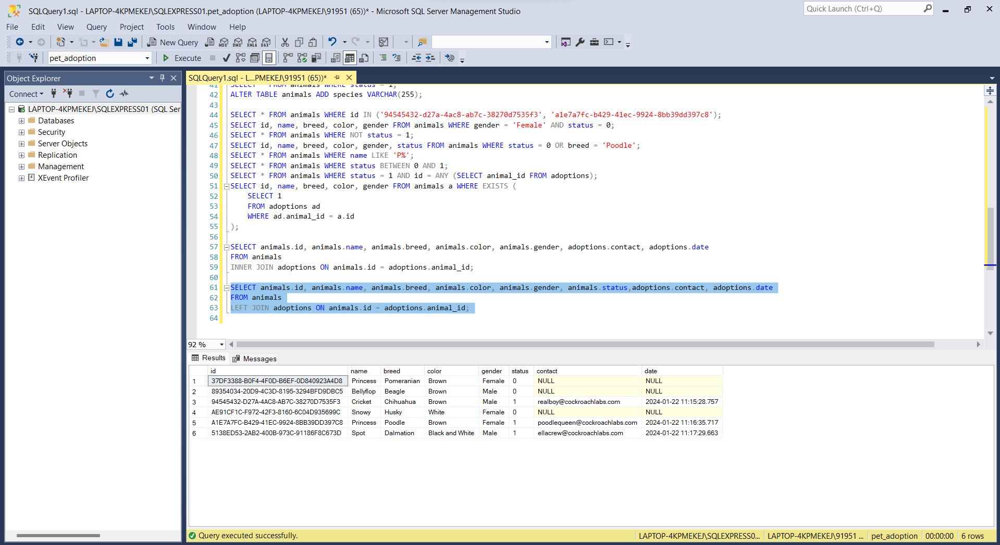 SQLQuery1.sql - LAPTOP-4KPMEKEJ\SQLEXPRESS01.pet_adoption (LAPTOP-4KPMEKEJ\91951 (65))* - Microsoft SQL Server Management Studio
Quick Launch (Ctrl+Q)
File Edit View Query Project Tools Window Help
New Query MDX DMX XMLA DAX
pet_adoption Execute
Object Explorer
Connect
LAPTOP-4KPMEKEJ\SQLEXPRESS01 (SQL Ser
Databases
Security
Server Objects
Replication
Management
XEvent Profiler
SQLQuery1.sql - L...PMEKEJ\91951 (65))*
41 SELECT * FROM animals WHERE status = 1;
42 ALTER TABLE animals ADD species VARCHAR(255);
43
44 SELECT * FROM animals WHERE id IN ('94545432-d27a-4ac8-ab7c-38270d7535f3', 'a1e7a7fc-b429-41ec-9924-8bb39dd397c8');
45 SELECT id, name, breed, color, gender FROM animals WHERE gender = 'Female' AND status = 0;
46 SELECT * FROM animals WHERE NOT status = 1;
47 SELECT id, name, breed, color, gender, status FROM animals WHERE status = 0 OR breed = 'Poodle';
48 SELECT * FROM animals WHERE name LIKE 'P%';
49 SELECT * FROM animals WHERE status BETWEEN 0 AND 1;
50 SELECT * FROM animals WHERE status = 1 AND id = ANY (SELECT animal_id FROM adoptions);
51 SELECT id, name, breed, color, gender FROM animals a WHERE EXISTS (
52 SELECT 1
53 FROM adoptions ad
54 WHERE ad.animal_id = a.id
55 );
56
57 SELECT animals.id, animals.name, animals.breed, animals.color, animals.gender, adoptions.contact, adoptions.date
58 FROM animals
59 INNER JOIN adoptions ON animals.id = adoptions.animal_id;
60
61 SELECT animals.id, animals.name, animals.breed, animals.color, animals.gender, animals.status,adoptions.contact, adoptions.date
62 FROM animals
63 LEFT JOIN adoptions ON animals.id = adoptions.animal_id;
64
92 %
Results Messages
id name breed color gender status contact date
1 37DF3388-B0F4-4F0D-B6EF-0D840923A4D8 Princess Pomeranian Brown Female 0 NULL NULL
2 89354034-20D9-4C3D-8195-3294BFD9DBC5 Bellyflop Beagle Brown Male 0 NULL NULL
3 94545432-D27A-4AC8-AB7C-38270D7535F3 Cricket Chihuahua Brown Male 1 realboy@cockroachlabs.com 2024-01-22 11:15:28.757
4 AE91CF1C-F972-42F3-8160-6C04D935699C Snowy Husky White Female 0 NULL NULL
5 A1E7A7FC-B429-41EC-9924-8BB39DD397C8 Princess Poodle Brown Female 1 poodlequeen@cockroachlabs.com 2024-01-22 11:16:35.717
6 5138ED53-2AB2-400B-973C-91186F8C673D Spot Dalmation Black and White Male 1 ellacrew@cockroachlabs.com 2024-01-22 11:17:29.663
Query executed successfully. LAPTOP-4KPMEKEJ\SQLEXPRESS0... LAPTOP-4KPMEKEJ\91951 ... pet_adoption 00:00:00 6 rows